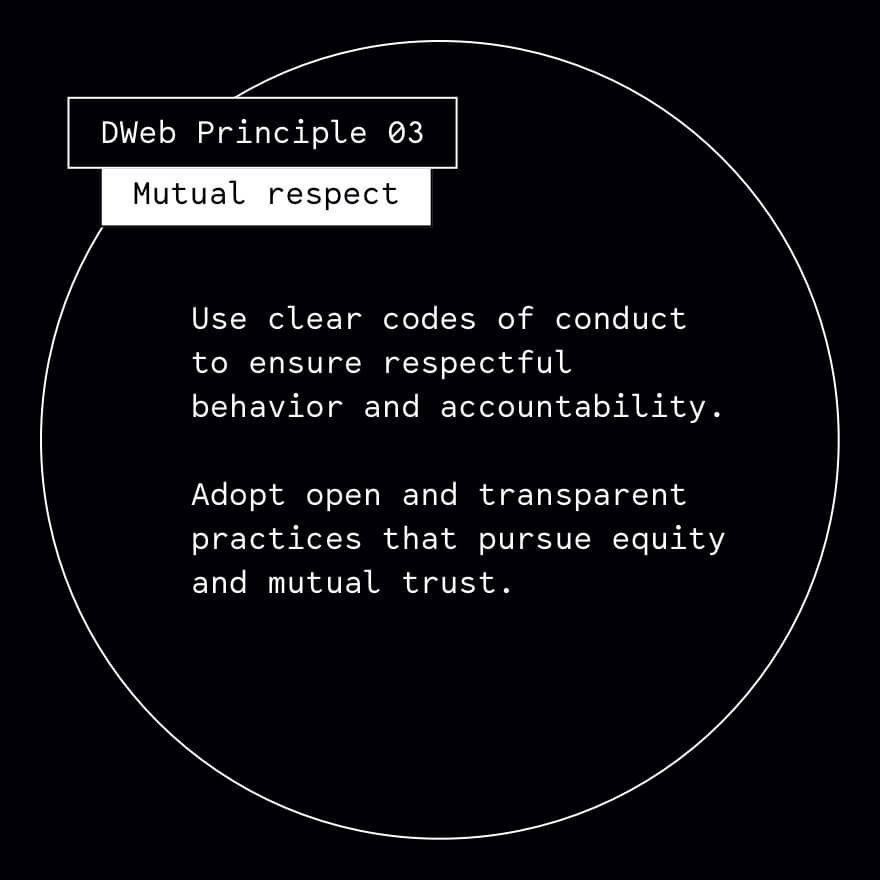 DWeb Principle 03
Mutual respect
Use clear codes of conduct
to ensure respectful
behavior and accountability.
Adopt open and transparent
practices that pursue equity
and mutual trust.